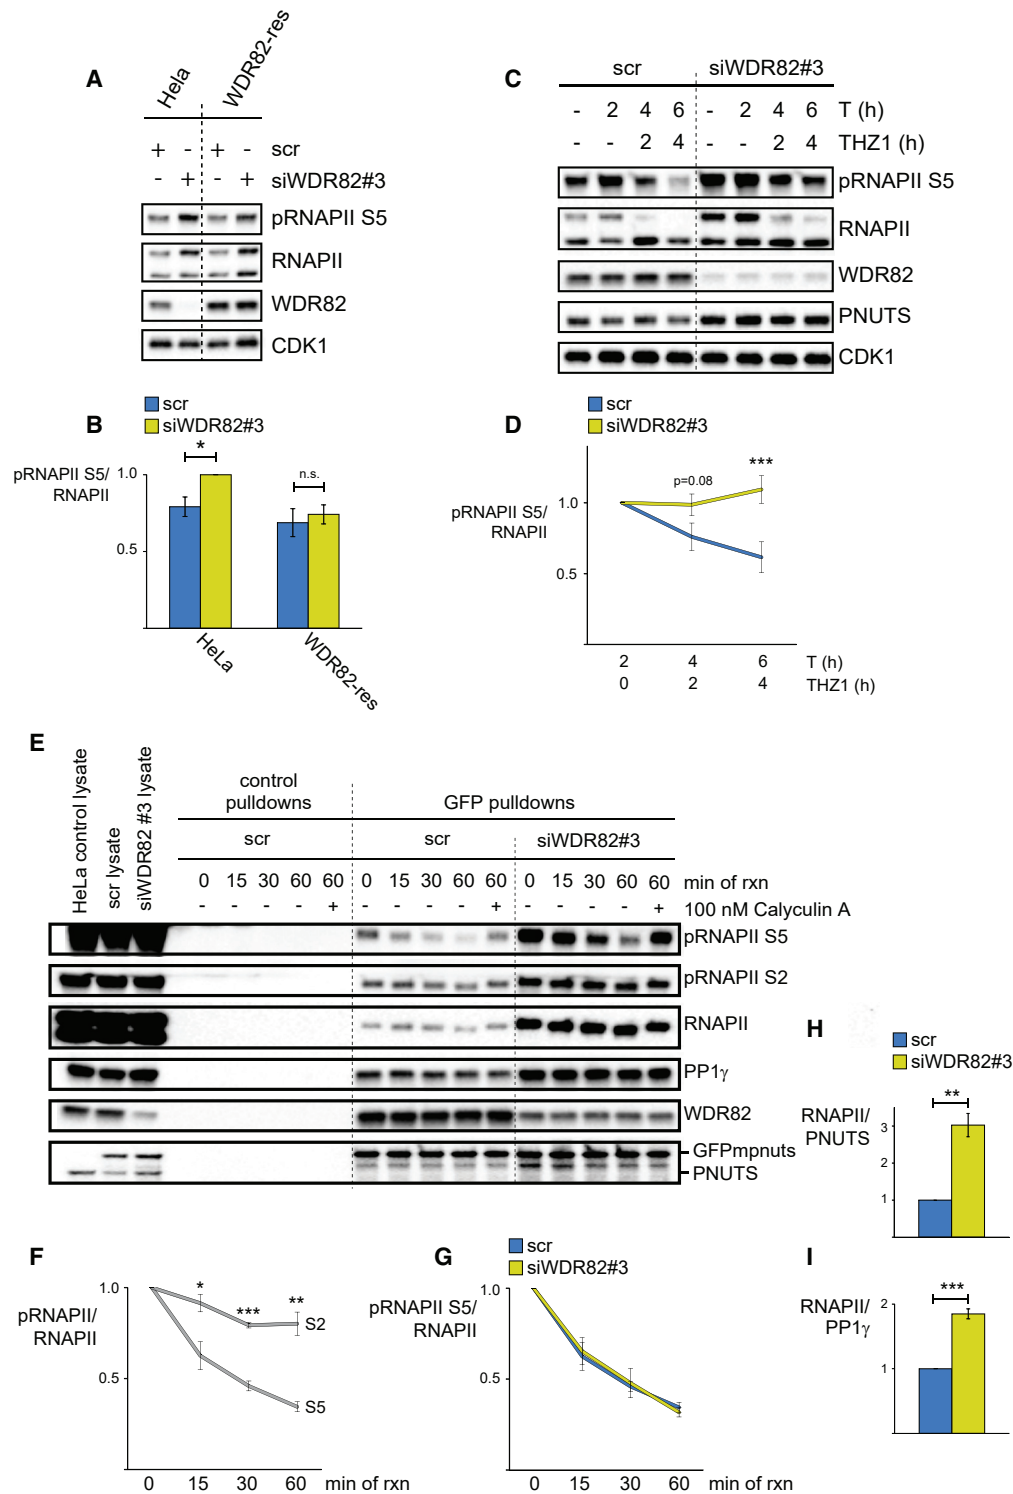 A
Hela
WDR82-res
+ - + - scr
- + - + siWDR82#3
pRNAPII S5
RNAPII
WDR82
CDK1
B
scr
siWDR82#3
pRNAPII S5/
RNAPII
1.0
0.5
*
n.s.
HeLa
WDR82-res
C
scr siWDR82#3
- 2 4 6 - 2 4 6 T (h)
- - 2 4 - - 2 4 THZ1 (h)
pRNAPII S5
RNAPII
WDR82
PNUTS
CDK1
D
scr
siWDR82#3
pRNAPII S5/
RNAPII
1.0
0.5
p=0.08
***
2 4 6 T (h)
0 2 4 THZ1 (h)
E
HeLa control lysate
scr lysate
siWDR82 #3 lysate
control
pulldowns
GFP pulldowns
scr scr siWDR82#3
0 15 30 60 60 0 15 30 60 60 0 15 30 60 60 min of rxn
- - - - + - - - - + - - - - + 100 nM Calyculin A
pRNAPII S5
pRNAPII S2
RNAPII
PP1γ
WDR82
GFPmpnuts
PNUTS
F
pRNAPII/
RNAPII
1.0
0.5
* *** **
S2
S5
0 15 30 60 min of rxn
G
scr
siWDR82#3
pRNAPII S5/
RNAPII
1.0
0.5
0 15 30 60 min of rxn
H
scr
siWDR82#3
RNAPII/
PNUTS
**
3
2
1
I
RNAPII/
PP1γ
***
2
1